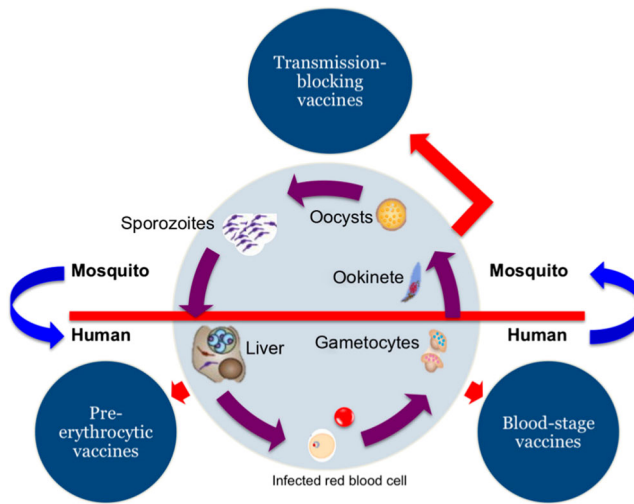 Transmission-
blocking
vaccines
Oocysts
Sporozoites
Ookinete
Mosquito
Mosquito
Human
Human
Liver
Gametocytes
Pre-
erythrocytic
vaccines
Blood-stage
vaccines
Infected red blood cell